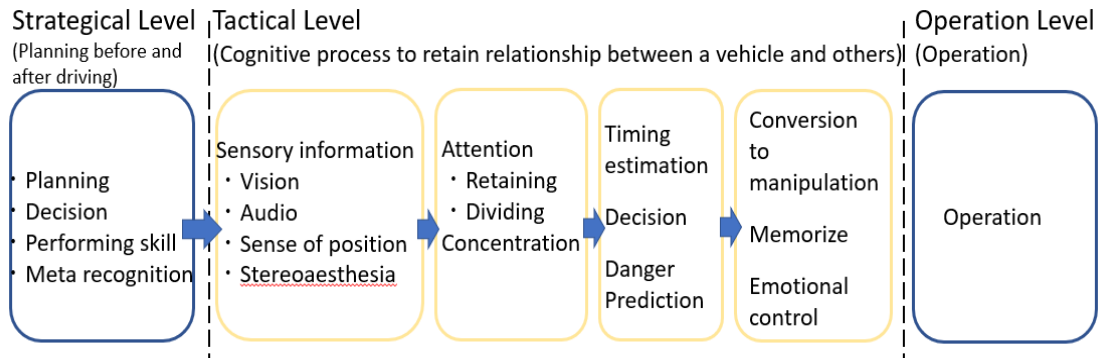 Strategical Level
(Planning before and
after driving)
・Planning
・Decision
・Performing skill
・Meta recognition
Tactical Level
(Cognitive process to retain relationship between a vehicle and others)
Sensory information
・Vision
・Audio
・Sense of position
・Stereoaesthesia
Attention
・Retaining
・Dividing
Concentration
Timing
estimation
Decision
Danger
Prediction
Conversion
to
manipulation
Memorize
Emotional
control
Operation Level
(Operation)
Operation